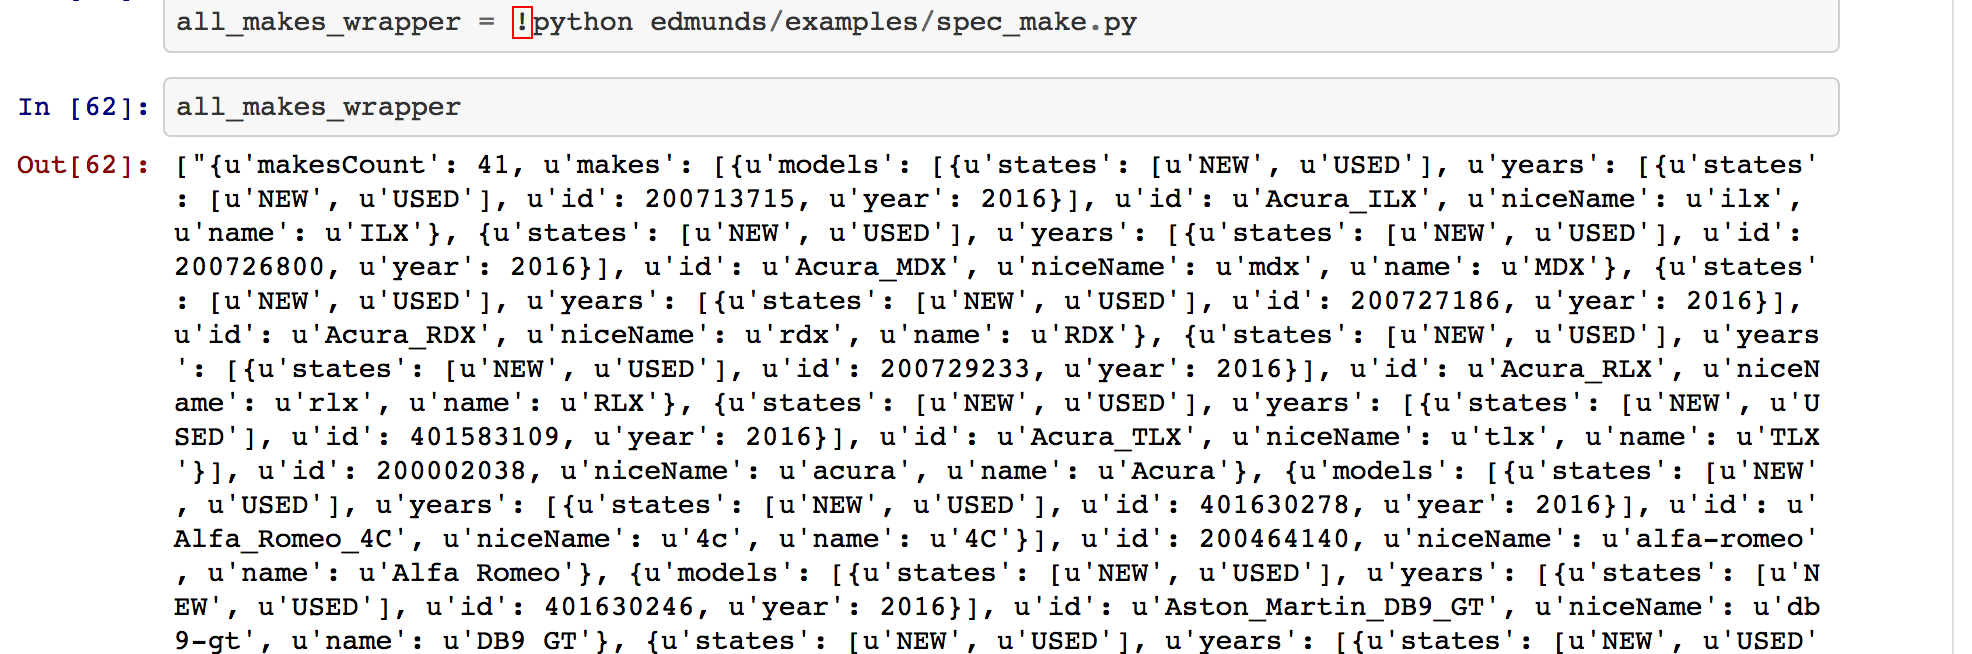 all_makes_wrapper = !python edmunds/examples/spec_make.py
In [62]: all_makes_wrapper
Out[62]: ["{u'makesCount': 41, u'makes': [{u'models': [{u'states': [u'NEW', u'USED'], u'years': [{u'states'
: [u'NEW', u'USED'], u'id': 200713715, u'year': 2016}], u'id': u'Acura_ILX', u'niceName': u'ilx',
u'name': u'ILX'}, {u'states': [u'NEW', u'USED'], u'years': [{u'states': [u'NEW', u'USED'], u'id':
200726800, u'year': 2016}], u'id': u'Acura_MDX', u'niceName': u'mdx', u'name': u'MDX'}, {u'states'
: [u'NEW', u'USED'], u'years': [{u'states': [u'NEW', u'USED'], u'id': 200727186, u'year': 2016}],
u'id': u'Acura_RDX', u'niceName': u'rdx', u'name': u'RDX'}, {u'states': [u'NEW', u'USED'], u'years
': [{u'states': [u'NEW', u'USED'], u'id': 200729233, u'year': 2016}], u'id': u'Acura_RLX', u'niceN
ame': u'rlx', u'name': u'RLX'}, {u'states': [u'NEW', u'USED'], u'years': [{u'states': [u'NEW', u'U
SED'], u'id': 401583109, u'year': 2016}], u'id': u'Acura_TLX', u'niceName': u'tlx', u'name': u'TLX
'}], u'id': 200002038, u'niceName': u'acura', u'name': u'Acura'}, {u'models': [{u'states': [u'NEW'
, u'USED'], u'years': [{u'states': [u'NEW', u'USED'], u'id': 401630278, u'year': 2016}], u'id': u'
Alfa_Romeo_4C', u'niceName': u'4c', u'name': u'4C'}], u'id': 200464140, u'niceName': u'alfa-romeo'
, u'name': u'Alfa Romeo'}, {u'models': [{u'states': [u'NEW', u'USED'], u'years': [{u'states': [u'N
EW', u'USED'], u'id': 401630246, u'year': 2016}], u'id': u'Aston_Martin_DB9_GT', u'niceName': u'db
9-gt', u'name': u'DB9 GT'}, {u'states': [u'NEW', u'USED'], u'years': [{u'states': [u'NEW', u'USED'